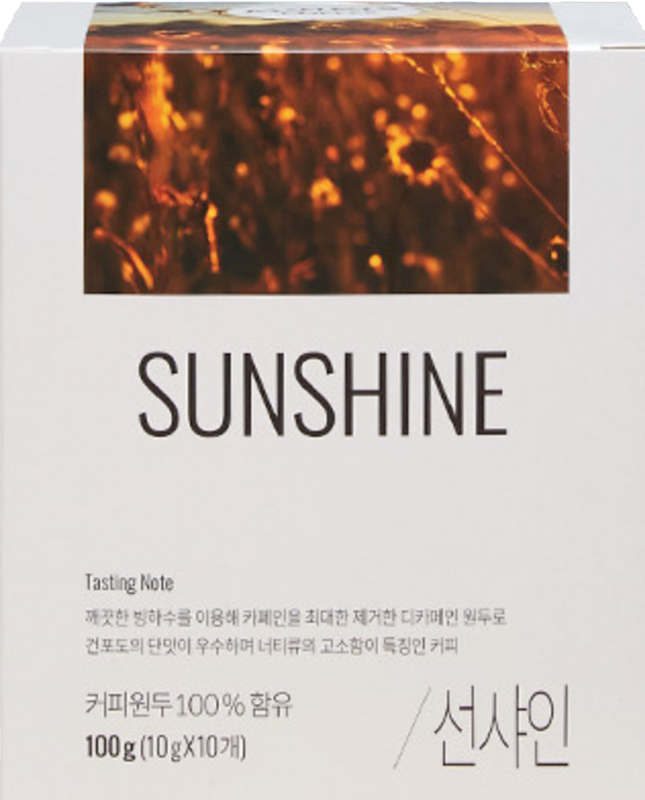 SUNSHINE
Tasting Note
깨끗한 빙하수를 이용해 카페인을 최대한 제거한 디카페인 원두로
건포도의 단맛이 우수하며 너티류의 고소함이 특징인 커피
커피원두 100% 함유
100g (10gX10개)
선샤인